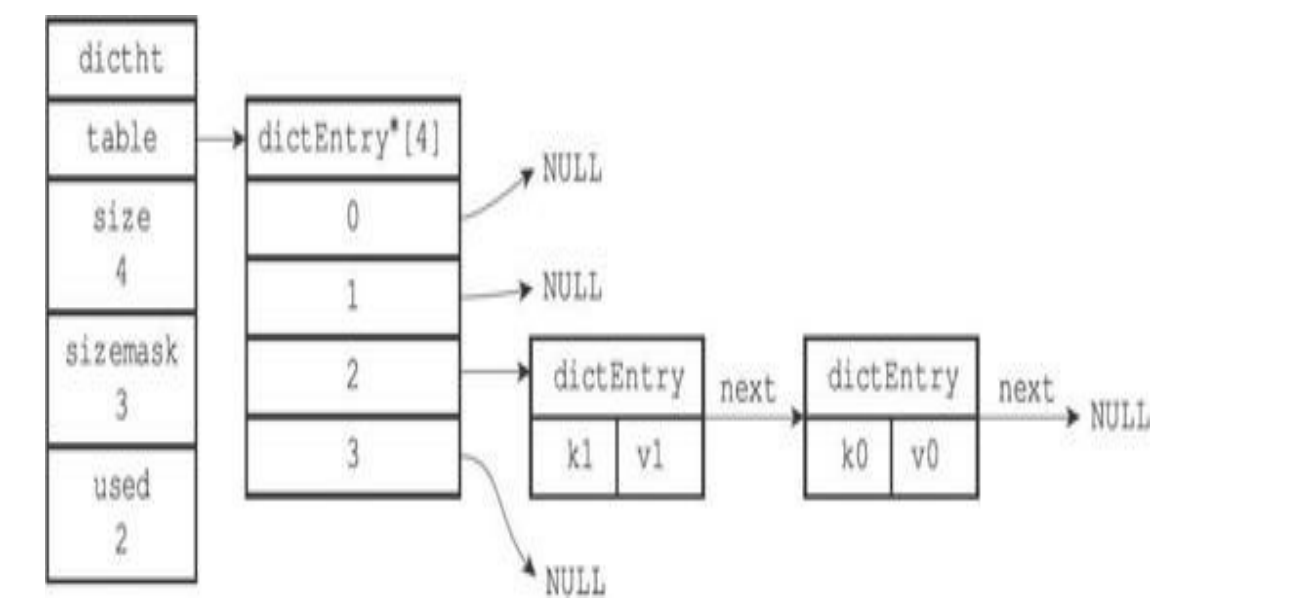 dictht
table
size
4
sizemask
3
used
2
dictEntry*[4]
0
1
2
3
NULL
NULL
dictEntry
k1 v1
next
dictEntry
k0 v0
next
NULL
NULL